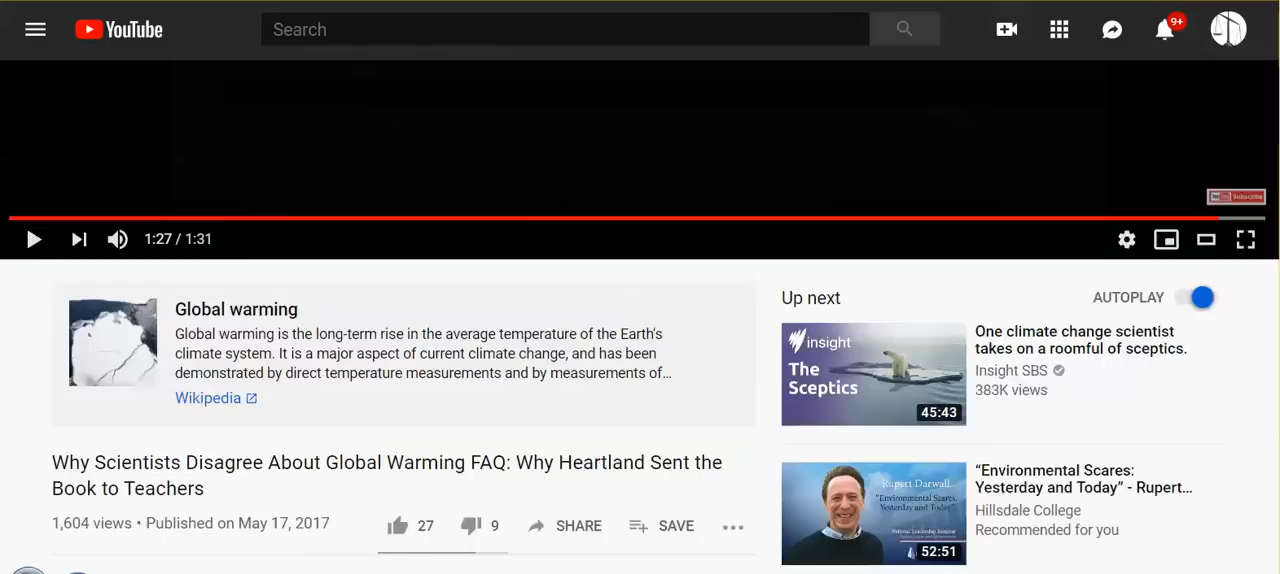 YouTube
Search
9+
Subscribe
1:27 / 1:31
Global warming
Global warming is the long-term rise in the average temperature of the Earth's
climate system. It is a major aspect of current climate change, and has been
demonstrated by direct temperature measurements and by measurements of...
Wikipedia
Why Scientists Disagree About Global Warming FAQ: Why Heartland Sent the
Book to Teachers
1,604 views • Published on May 17, 2017
27
9
SHARE
SAVE
Up next
AUTOPLAY
insight
The
Sceptics
45:43
One climate change scientist
takes on a roomful of sceptics.
Insight SBS
383K views
Rupert Darwall
"Environmental Scares,
Yesterday and Today"
National Leadership Seminar
52:51
“Environmental Scares:
Yesterday and Today” - Rupert...
Hillsdale College
Recommended for you